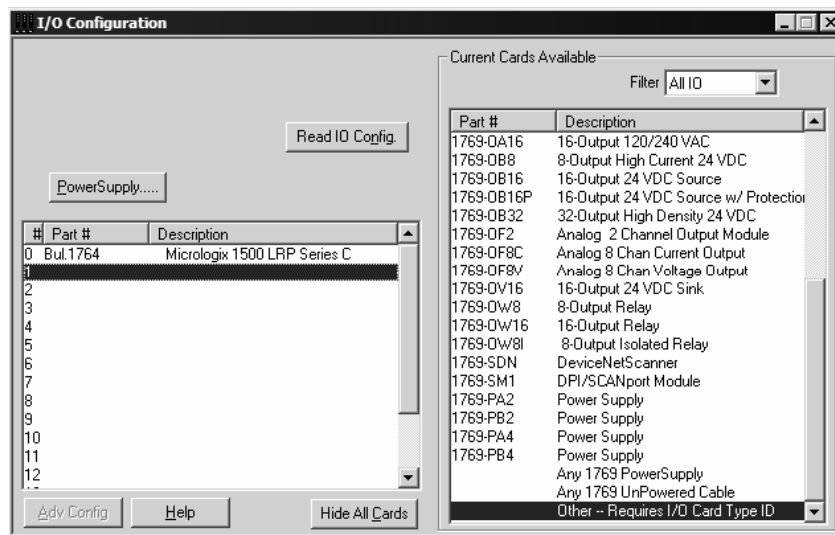 I/O Configuration
Read IO Config.
PowerSupply.....
# Part # Description
0 Bul.1764 Micrologix 1500 LRP Series C
1
2
3
4
5
6
7
8
9
10
11
12
Adv Config Help Hide All Cards
Current Cards Available
Filter All IO
Part # Description
1769-OA16 16-Output 120/240 VAC
1769-OB8 8-Output High Current 24 VDC
1769-OB16 16-Output 24 VDC Source
1769-OB16P 16-Output 24 VDC Source w/ Protection
1769-OB32 32-Output High Density 24 VDC
1769-OF2 Analog 2 Channel Output Module
1769-OF8C Analog 8 Chan Current Output
1769-OF8V Analog 8 Chan Voltage Output
1769-OV16 16-Output 24 VDC Sink
1769-OW8 8-Output Relay
1769-OW16 16-Output Relay
1769-OW8I 8-Output Isolated Relay
1769-SDN DeviceNetScanner
1769-SM1 DPI/SCANport Module
1769-PA2 Power Supply
1769-PB2 Power Supply
1769-PA4 Power Supply
1769-PB4 Power Supply
Any 1769 PowerSupply
Any 1769 UnPowered Cable
Other -- Requires I/O Card Type ID